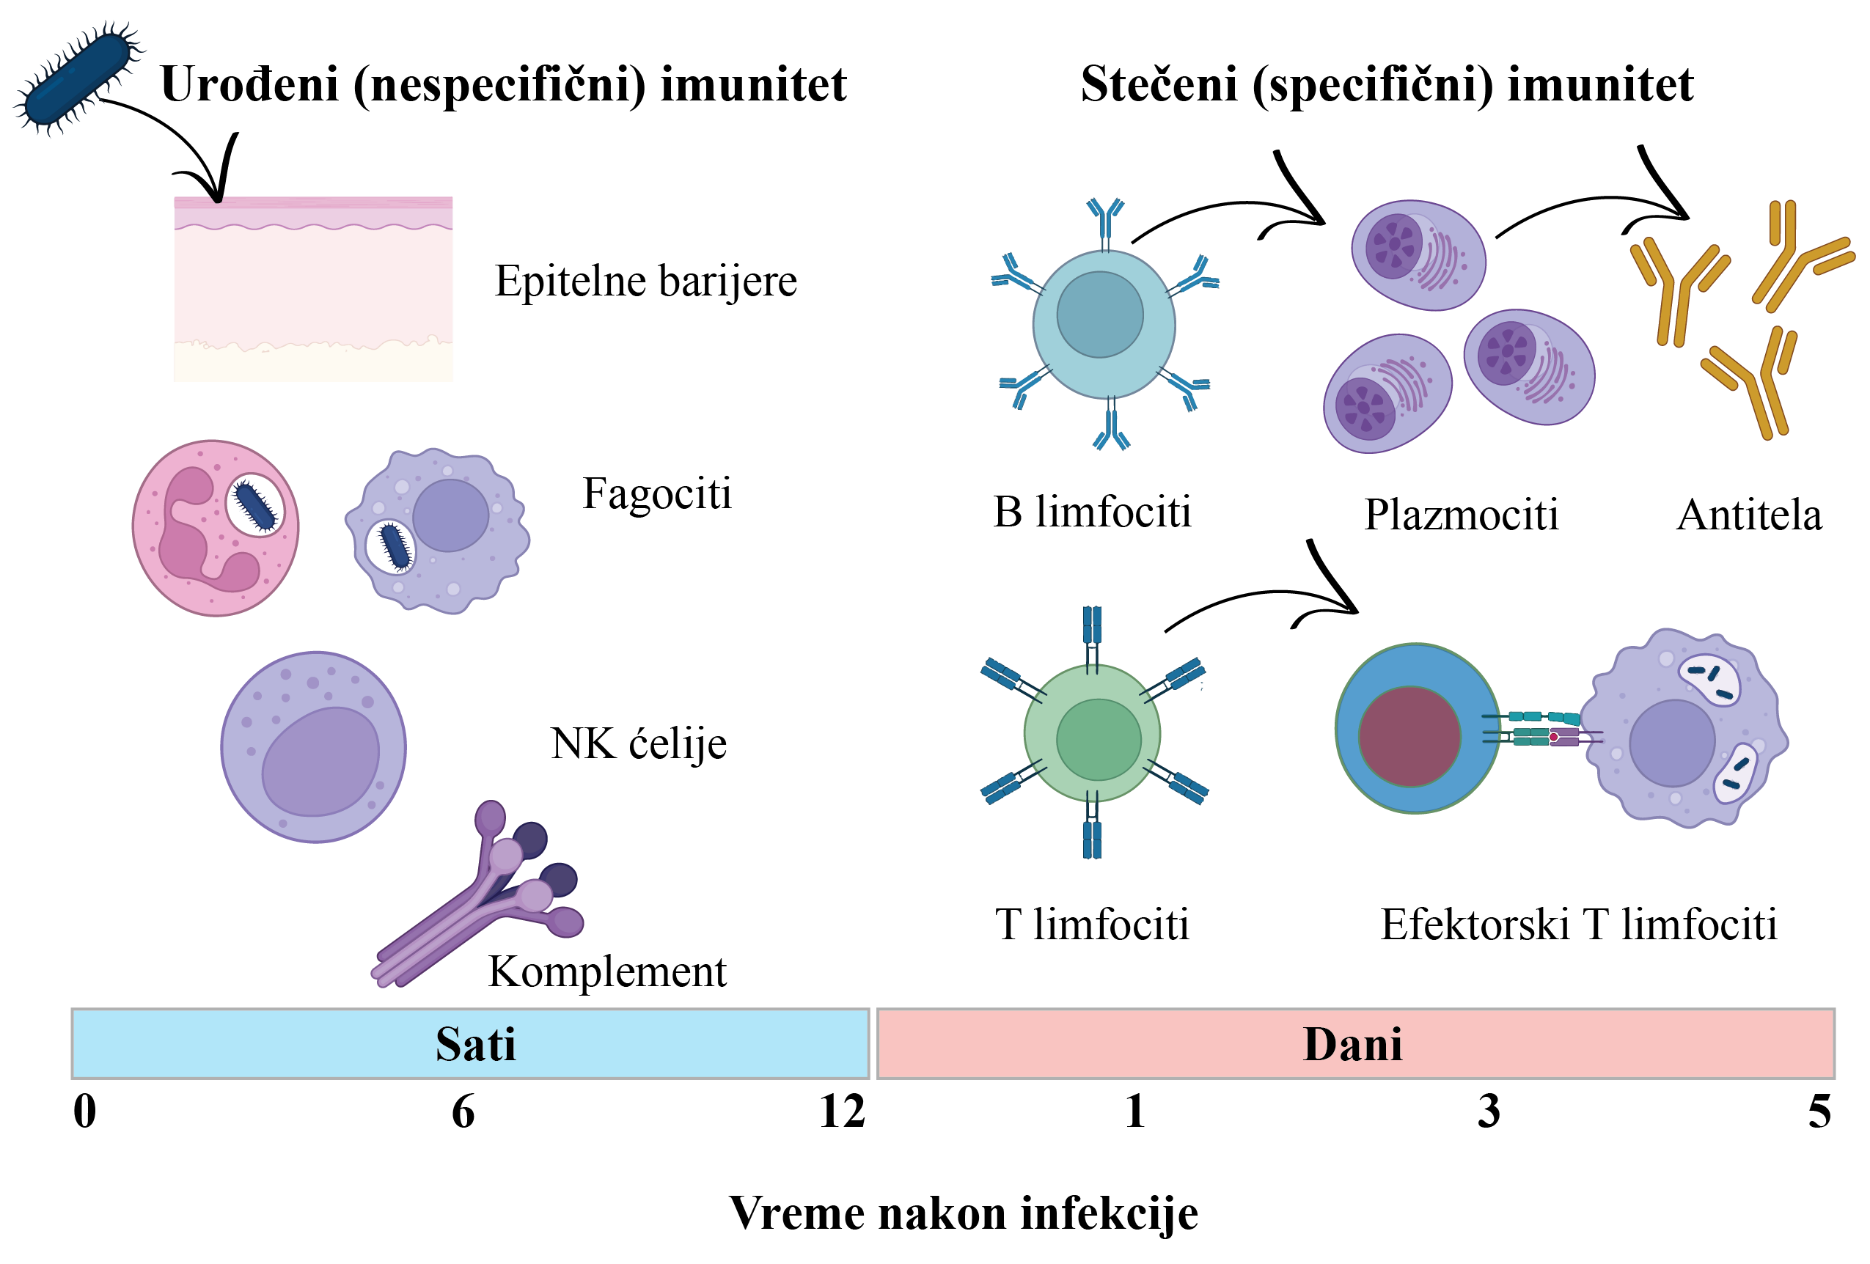 Urođeni (nespecifični) imunitet
Epitelne barijere
Fagociti
NK ćelije
Komplement
Stečeni (specifični) imunitet
B limfociti
Plazmociti
Antitela
T limfociti
Efektorski T limfociti
Sati
Dani
0
6
12
1
3
5
Vreme nakon infekcije